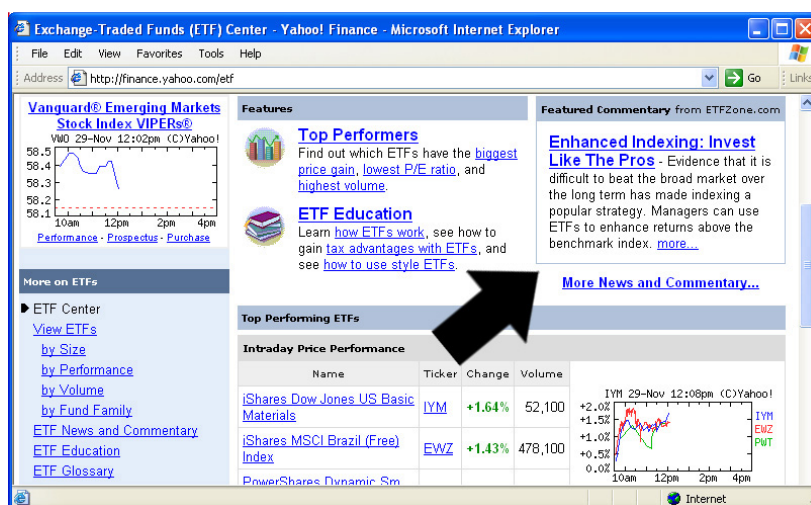 Exchange-Traded Funds (ETF) Center - Yahoo! Finance - Microsoft Internet Explorer
File Edit View Favorites Tools Help
Address http://finance.yahoo.com/etf Go Links
Vanguard® Emerging Markets
Stock Index VIPERs®
VWO 29-Nov 12:02pm (C)Yahoo!
58.5
58.4
58.3
58.2
58.1
10am 12pm 2pm 4pm
Performance - Prospectus - Purchase
More on ETFs
ETF Center
View ETFs
by Size
by Performance
by Volume
by Fund Family
ETF News and Commentary
ETF Education
ETF Glossary
Features
Top Performers
Find out which ETFs have the biggest
price gain, lowest P/E ratio, and
highest volume.
ETF Education
Learn how ETFs work, see how to
gain tax advantages with ETFs, and
see how to use style ETFs.
Featured Commentary from ETFZone.com
Enhanced Indexing: Invest
Like The Pros - Evidence that it is
difficult to beat the broad market over
the long term has made indexing a
popular strategy. Managers can use
ETFs to enhance returns above the
benchmark index. more...
More News and Commentary...
Top Performing ETFs
Intraday Price Performance
Name Ticker Change Volume
iShares Dow Jones US Basic
Materials IYM +1.64% 52,100
iShares MSCI Brazil (Free)
Index EWZ +1.43% 478,100
PowerShares Dynamic Sm
IYM 29-Nov 12:08pm (C)Yahoo!
+2.0%
+1.5%
+1.0%
+0.5%
0.0%
10am 12pm 2pm 4pm
IYM
EWZ
PWT
Internet